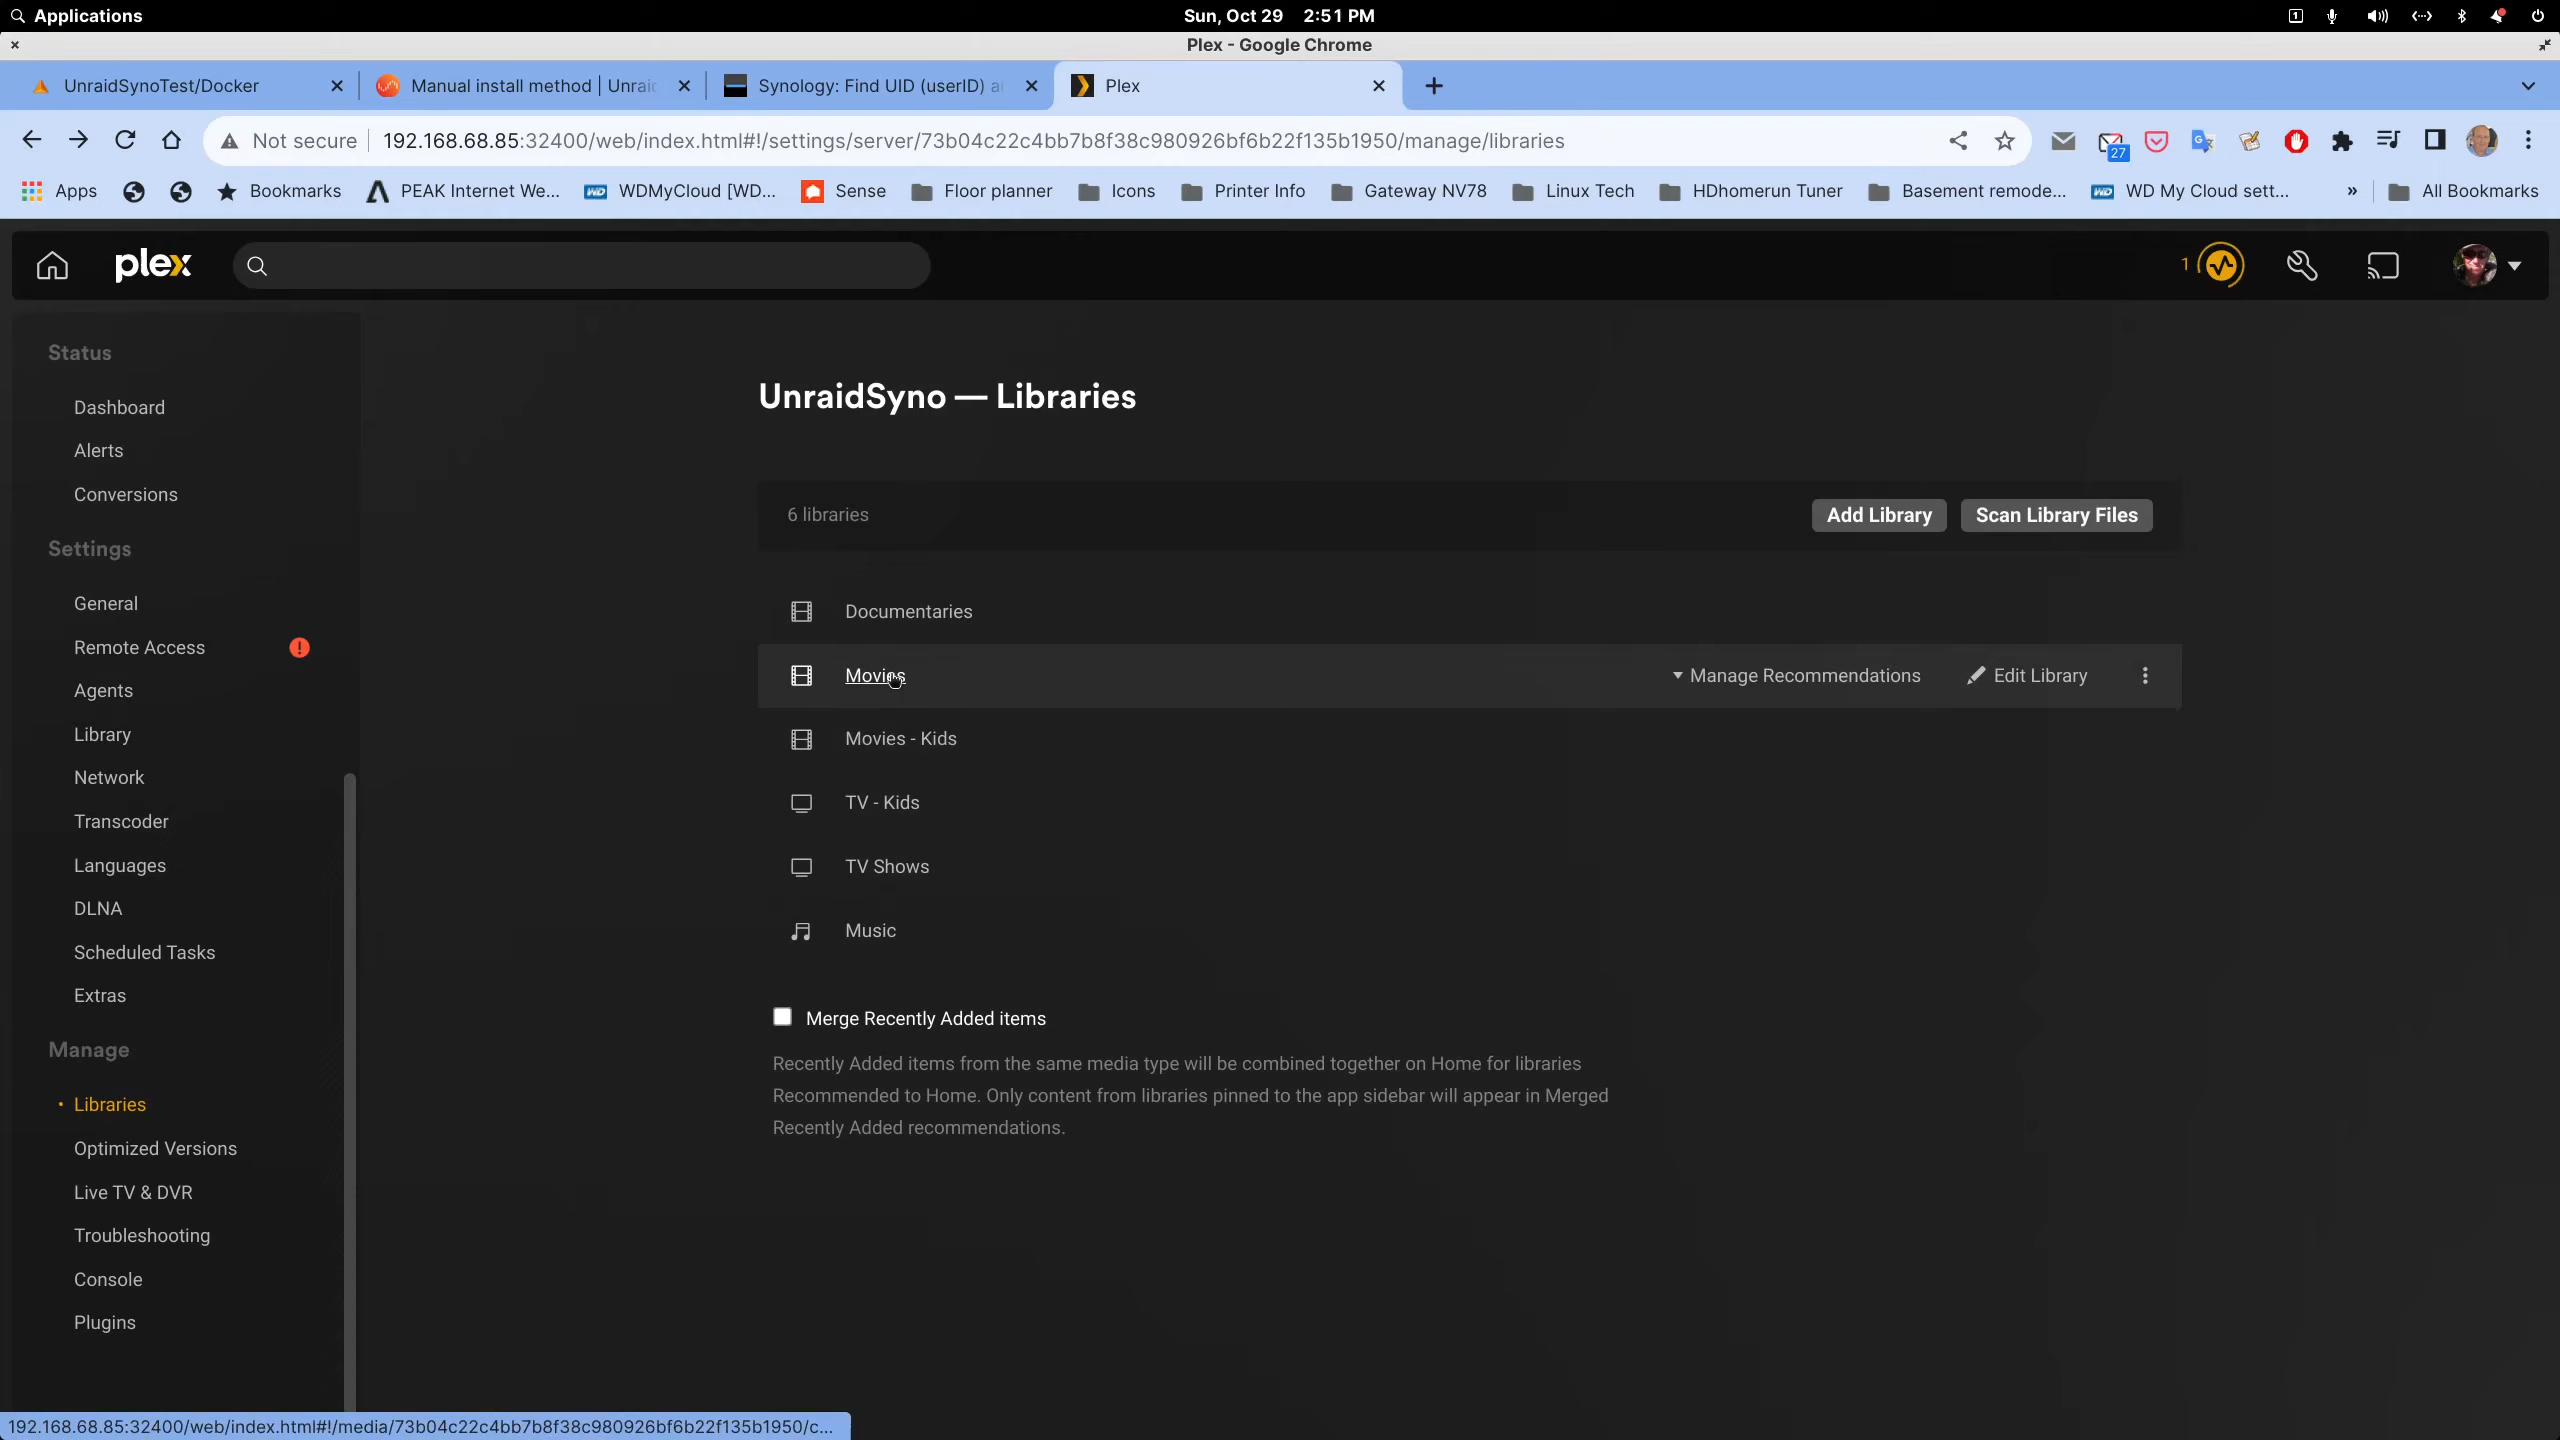 Applications
Sun, Oct 29 2:51 PM
1
Plex - Google Chrome
UnraidSynoTest/Docker
Manual install method | Unraid
Synology: Find UID (userID) a
Plex
Not secure
192.168.68.85:32400/web/index.html#!/settings/server/73b04c22c4bb7b8f38c980926bf6b22f135b1950/manage/libraries
27
Apps
Bookmarks
PEAK Internet We...
WD
WDMyCloud [WD...
Sense
Floor planner
Icons
Printer Info
Gateway NV78
Linux Tech
HDhomerun Tuner
Basement remode...
WD
WD My Cloud sett...
»
All Bookmarks
plex
1
Status
Dashboard
Alerts
Conversions
Settings
General
Remote Access
!
Agents
Library
Network
Transcoder
Languages
DLNA
Scheduled Tasks
Extras
Manage
• Libraries
Optimized Versions
Live TV & DVR
Troubleshooting
Console
Plugins
UnraidSyno — Libraries
6 libraries
Add Library
Scan Library Files
Documentaries
Movies
Manage Recommendations
Edit Library
Movies - Kids
TV - Kids
TV Shows
Music
Merge Recently Added items
Recently Added items from the same media type will be combined together on Home for libraries
Recommended to Home. Only content from libraries pinned to the app sidebar will appear in Merged
Recently Added recommendations.
192.168.68.85:32400/web/index.html#!/media/73b04c22c4bb7b8f38c980926bf6b22f135b1950/c...